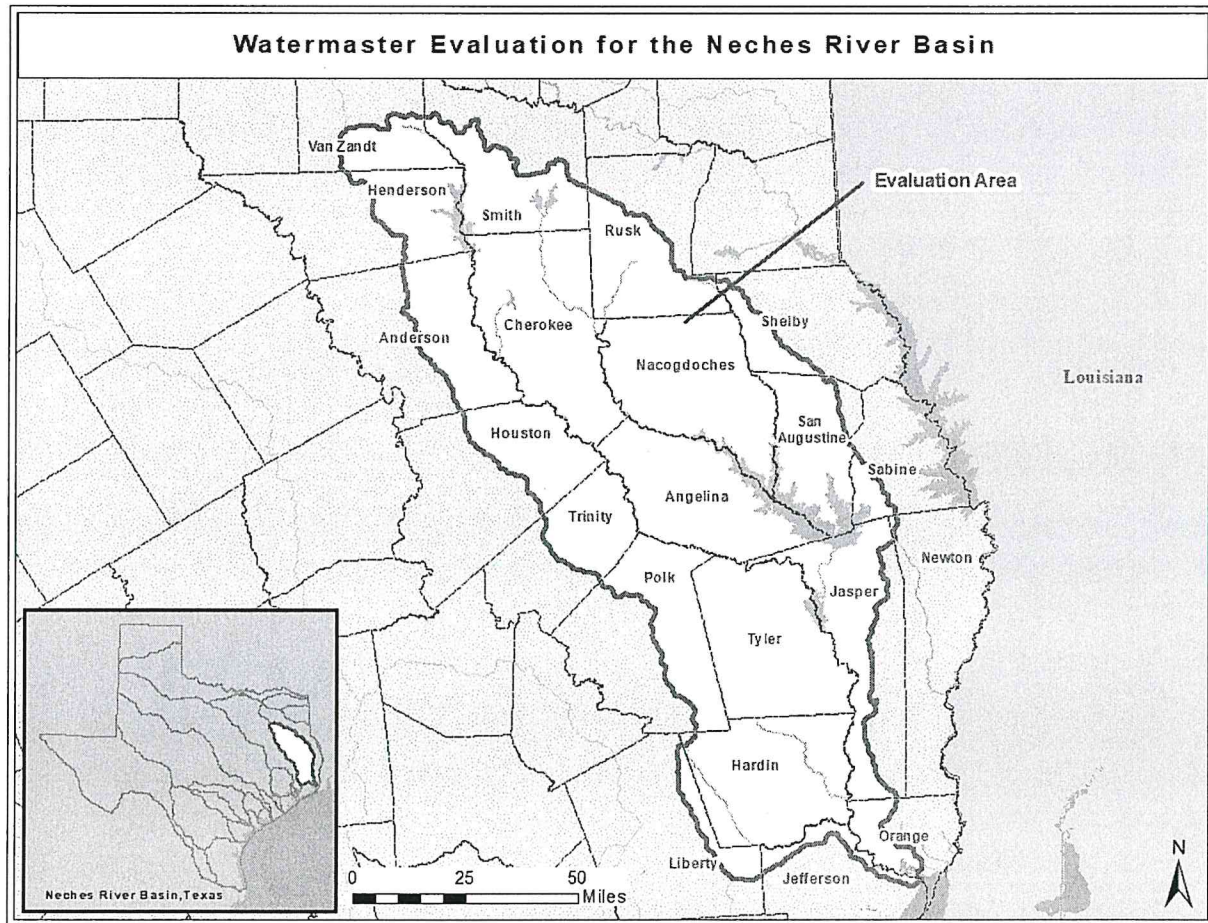 Watermaster Evaluation for the Neches River Basin
Van Zandt
Henderson
Smith
Rusk
Evaluation Area
Anderson
Cherokee
Shelby
Nacogdoches
Louisiana
Houston
San
Augustine
Sabine
Angelina
Trinity
Newton
Polk
Jasper
Tyler
Hardin
Orange
Liberty
Jefferson
N
0 25 50
Miles
Neches River Basin, Texas